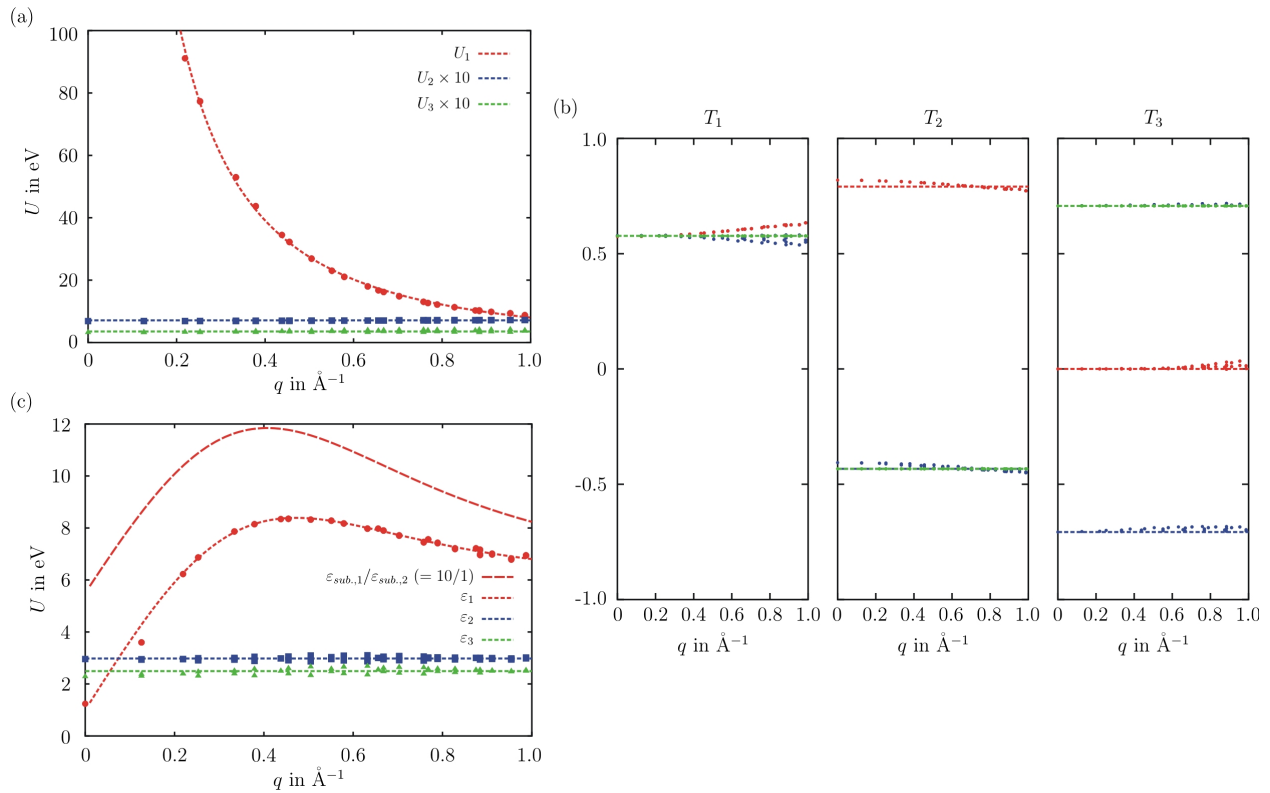 (a)
100
80
60
40
20
0
U in eV
U₁
U₂ × 10
U₃ × 10
0 0.2 0.4 0.6 0.8 1.0
q in Å⁻¹
(b)
T₁ T₂ T₃
1.0
0.5
0
-0.5
-1.0
0 0.2 0.4 0.6 0.8 1.0 0 0.2 0.4 0.6 0.8 1.0 0 0.2 0.4 0.6 0.8 1.0
q in Å⁻¹ q in Å⁻¹ q in Å⁻¹
(c)
12
10
8
6
4
2
0
U in eV
ε_{sub.,1}/ε_{sub.,2} (= 10/1)
ε₁
ε₂
ε₃
0 0.2 0.4 0.6 0.8 1.0
q in Å⁻¹